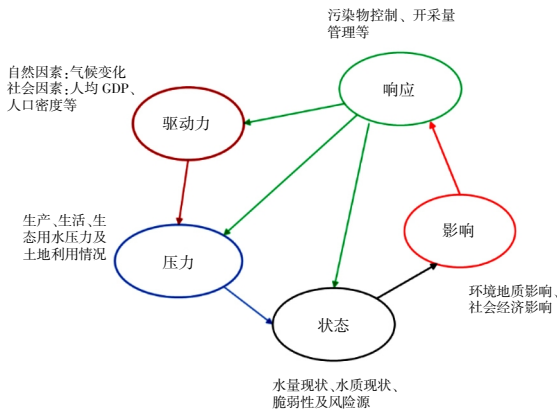 污染物控制、开采量
管理等
响应
自然因素:气候变化
社会因素:人均 GDP、
人口密度等
驱动力
生产、生活、生
态用水压力及
土地利用情况
压力
影响
环境地质影响、
社会经济影响
状态
水量现状、水质现状、
脆弱性及风险源